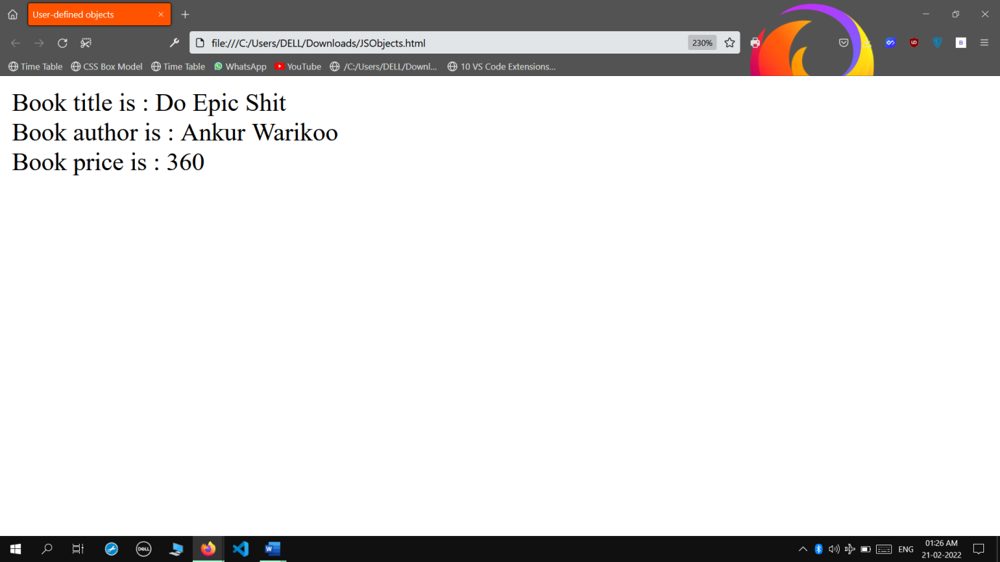 User-defined objects
file:///C:/Users/DELL/Downloads/JSObjects.html 230%
Time Table CSS Box Model Time Table WhatsApp YouTube /C:/Users/DELL/Downl... 10 VS Code Extensions...
Book title is : Do Epic Shit
Book author is : Ankur Warikoo
Book price is : 360
DELL
W
ENG
01:26 AM
21-02-2022